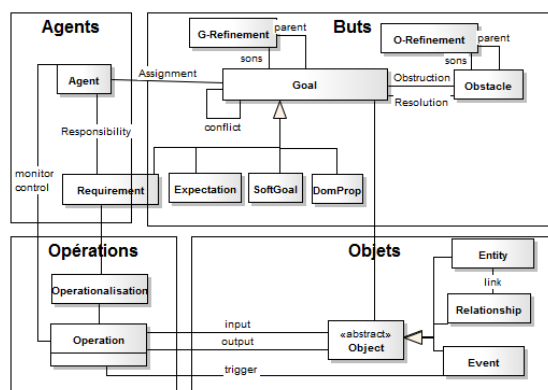 Agents
Buts
G-Refinement
parent
sons
O-Refinement
parent
sons
Agent
Assignment
Goal
Obstruction
Resolution
Obstacle
conflict
Responsibility
monitor
control
Requirement
Expectation
SoftGoal
DomProp
Opérations
Objets
Operationalisation
Entity
link
Relationship
Operation
input
output
«abstract»
Object
Event
trigger